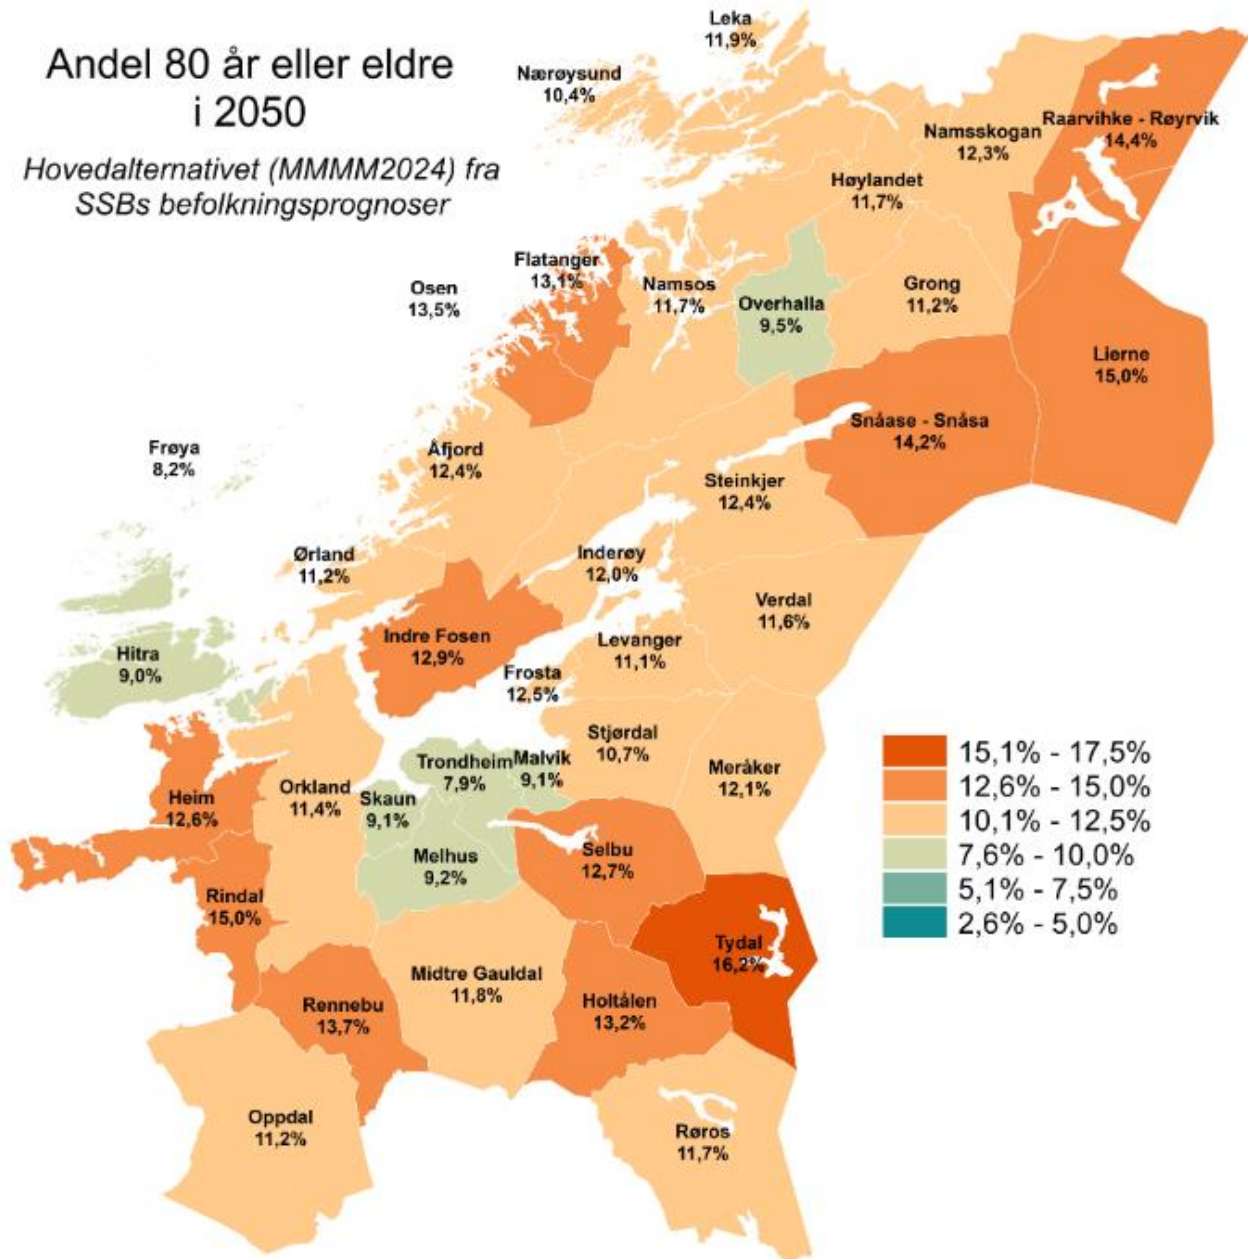 Andel 80 år eller eldre
i 2050
Hovedalternativet (MMMM2024) fra
SSBs befolkningsprognoser
Leka
11,9%
Nærøysund
10,4%
Raarvihke - Røyrvik
14,4%
Namsskogan
12,3%
Høylandet
11,7%
Flatanger
13,1%
Osen
13,5%
Namsos
11,7%
Overhalla
9,5%
Grong
11,2%
Lierne
15,0%
Snåase - Snåsa
14,2%
Frøya
8,2%
Åfjord
12,4%
Steinkjer
12,4%
Ørland
11,2%
Inderøy
12,0%
Verdal
11,6%
Hitra
9,0%
Indre Fosen
12,9%
Levanger
11,1%
Frosta
12,5%
Stjørdal
10,7%
Meråker
12,1%
Trondheim
7,9%
Malvik
9,1%
Heim
12,6%
Orkland
11,4%
Skaun
9,1%
Melhus
9,2%
Selbu
12,7%
Rindal
15,0%
Tydal
16,2%
Midtre Gauldal
11,8%
Rennebu
13,7%
Holtålen
13,2%
Oppdal
11,2%
Røros
11,7%
15,1% - 17,5%
12,6% - 15,0%
10,1% - 12,5%
7,6% - 10,0%
5,1% - 7,5%
2,6% - 5,0%